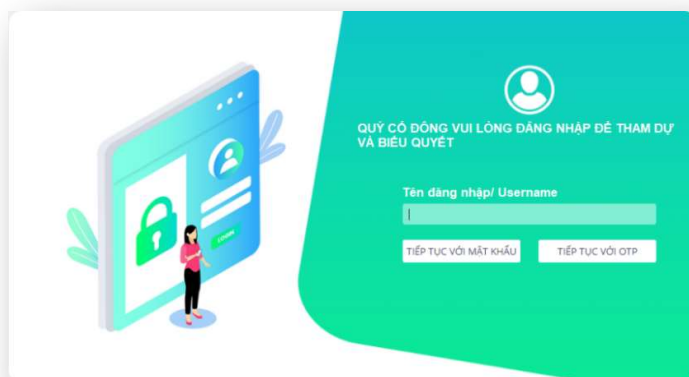 QUÝ CỔ ĐÔNG VUI LÒNG ĐĂNG NHẬP ĐỂ THAM DỰ
VÀ BIỂU QUYẾT
Tên đăng nhập/ Username
TIẾP TỤC VỚI MẬT KHẨU
TIẾP TỤC VỚI OTP
LOGIN